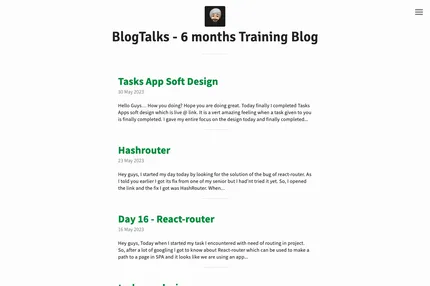 BlogTalks - 6 months Training Blog
Tasks App Soft Design
30 May 2023
Hello Guys... How you doing? Hope you are doing great. Today finally I completed Tasks
Apps soft design which is live @ link. It is a vert amazing feeling when a task given to you
is finally completed. I gave my entire focus on the design today and finally completed...
Hashrouter
23 May 2023
Hey guys, I started my day today by looking for the solution of the bug of react-router. As
I told you earlier I got its fix from one of my senior but I had'nt tried it yet. So, I opened
the link and the fix I got was HashRouter. When...
Day 16 - React-router
16 May 2023
Hey guys, Today when I started my task I encountered with need of routing in project.
So, after a lot of googling I got to know about React-router which can be used to make a
path to a page in SPA and it looks like we are using an app...